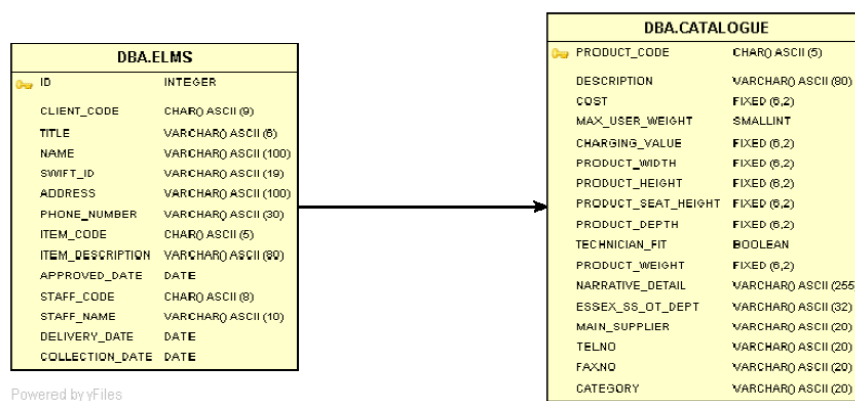 DBA.ELMS
ID INTEGER
CLIENT_CODE CHAR() ASCII (9)
TITLE VARCHAR() ASCII (6)
NAME VARCHAR() ASCII (100)
SWIFT_ID VARCHAR() ASCII (19)
ADDRESS VARCHAR() ASCII (100)
PHONE_NUMBER VARCHAR() ASCII (30)
ITEM_CODE CHAR() ASCII (5)
ITEM_DESCRIPTION VARCHAR() ASCII (80)
APPROVED_DATE DATE
STAFF_CODE CHAR() ASCII (8)
STAFF_NAME VARCHAR() ASCII (10)
DELIVERY_DATE DATE
COLLECTION_DATE DATE
Powered by yFiles
DBA.CATALOGUE
PRODUCT_CODE CHAR() ASCII (5)
DESCRIPTION VARCHAR() ASCII (80)
COST FIXED (6,2)
MAX_USER_WEIGHT SMALLINT
CHARGING_VALUE FIXED (6,2)
PRODUCT_WIDTH FIXED (6,2)
PRODUCT_HEIGHT FIXED (6,2)
PRODUCT_SEAT_HEIGHT FIXED (6,2)
PRODUCT_DEPTH FIXED (6,2)
TECHNICIAN_FIT BOOLEAN
PRODUCT_WEIGHT FIXED (6,2)
NARRATIVE_DETAIL VARCHAR() ASCII (255
ESSEX_SS_OT_DEPT VARCHAR() ASCII (32)
MAIN_SUPPLIER VARCHAR() ASCII (20)
TELNO VARCHAR() ASCII (20)
FAXNO VARCHAR() ASCII (20)
CATEGORY VARCHAR() ASCII (20)